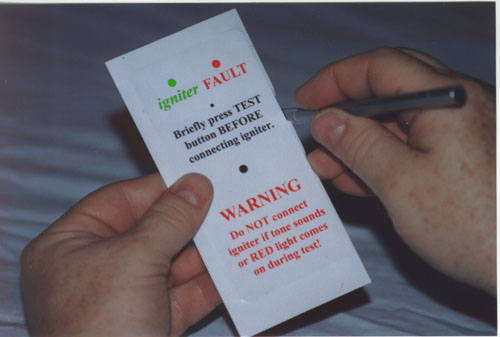 igniter FAULT
Briefly press TEST
button BEFORE
connecting igniter.
WARNING
Do NOT connect
igniter if tone sounds
or RED light comes
on during test!